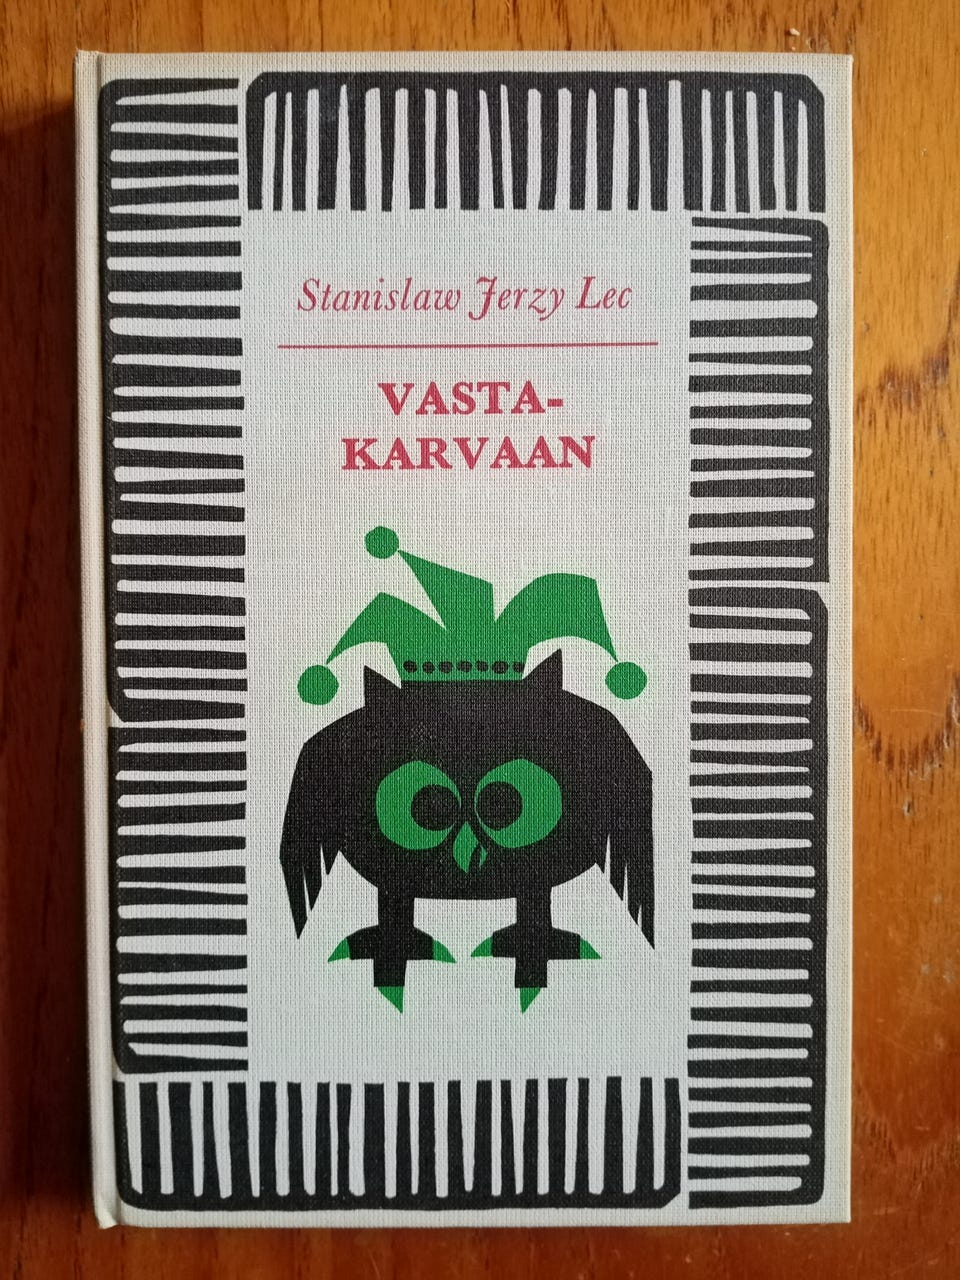 Stanislaw Jerzy Lec
VASTA-
KARVAAN